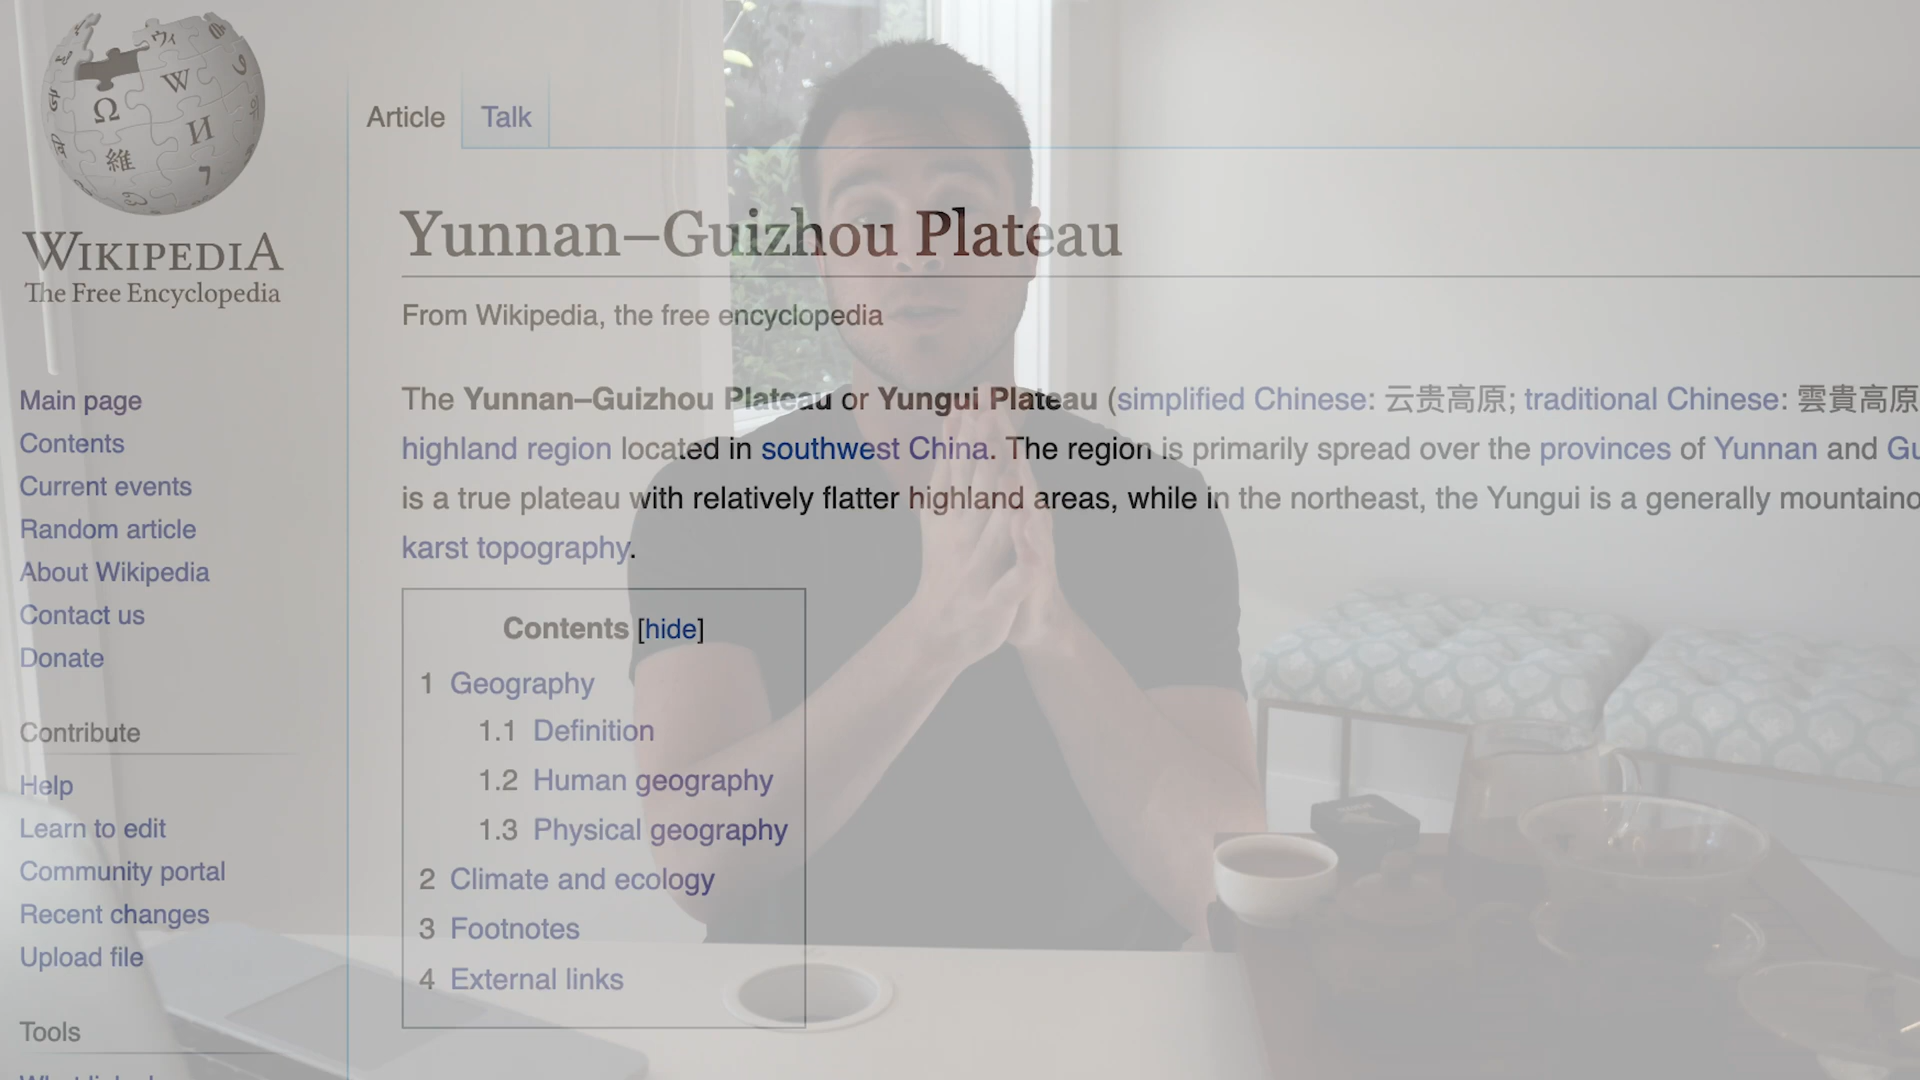 Ω W И 維 ウィ 7
WIKIPEDIA
The Free Encyclopedia
Main page
Contents
Current events
Random article
About Wikipedia
Contact us
Donate
Contribute
Help
Learn to edit
Community portal
Recent changes
Upload file
Tools
Article
Talk
Yunnan–Guizhou Plateau
From Wikipedia, the free encyclopedia
The Yunnan–Guizhou Plateau or Yungui Plateau (simplified Chinese: 云贵高原; traditional Chinese: 雲貴高原
highland region located in southwest China. The region is primarily spread over the provinces of Yunnan and Gu
is a true plateau with relatively flatter highland areas, while in the northeast, the Yungui is a generally mountaino
karst topography.
Contents [hide]
1 Geography
1.1 Definition
1.2 Human geography
1.3 Physical geography
2 Climate and ecology
3 Footnotes
4 External links